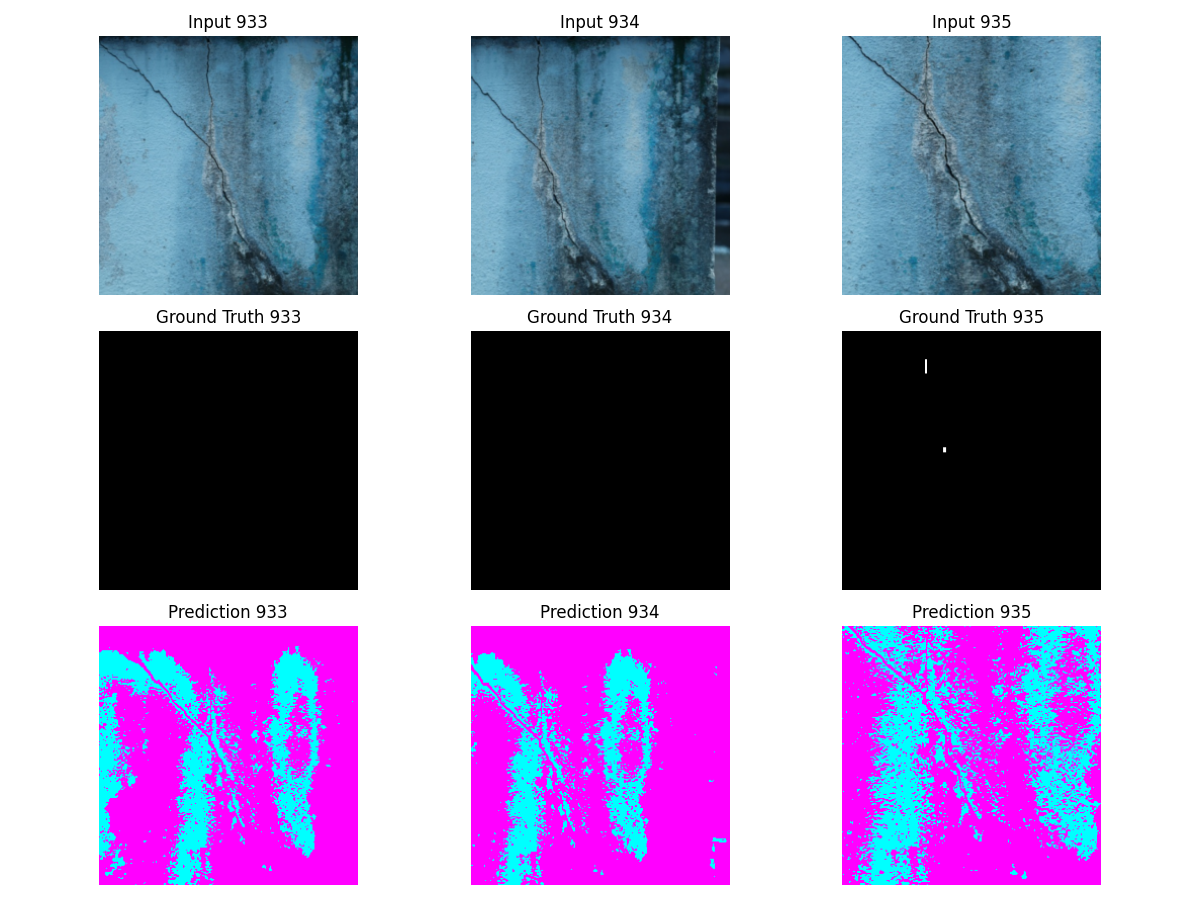 Input 933
Input 934
Input 935
Ground Truth 933
Ground Truth 934
Ground Truth 935
Prediction 933
Prediction 934
Prediction 935